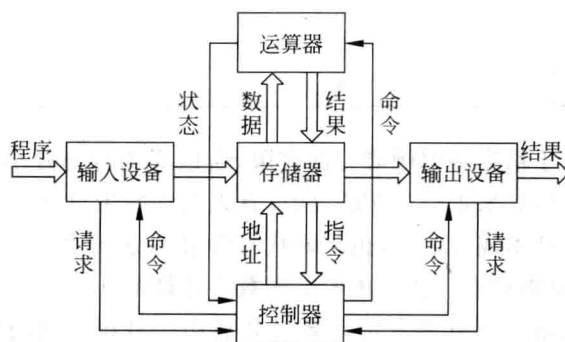 运算器
状态
数据
结果
命令
程序
输入设备
存储器
输出设备
结果
请求
命令
地址
指令
命令
请求
控制器